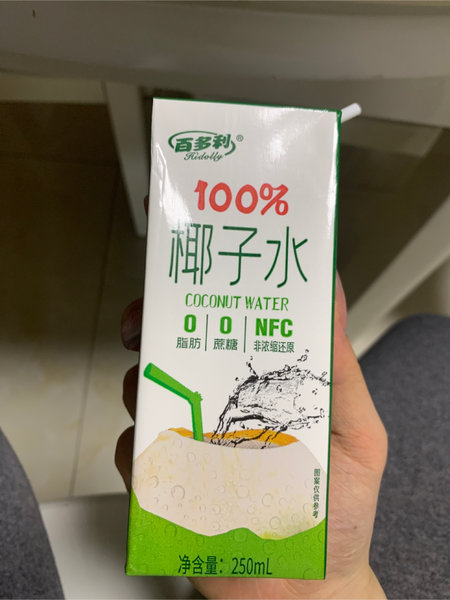 百多利®
Hidolly
100%
椰子水
COCONUT WATER
0 0 NFC
脂肪 蔗糖 非浓缩还原
图案仅供参考
净含量：250mL